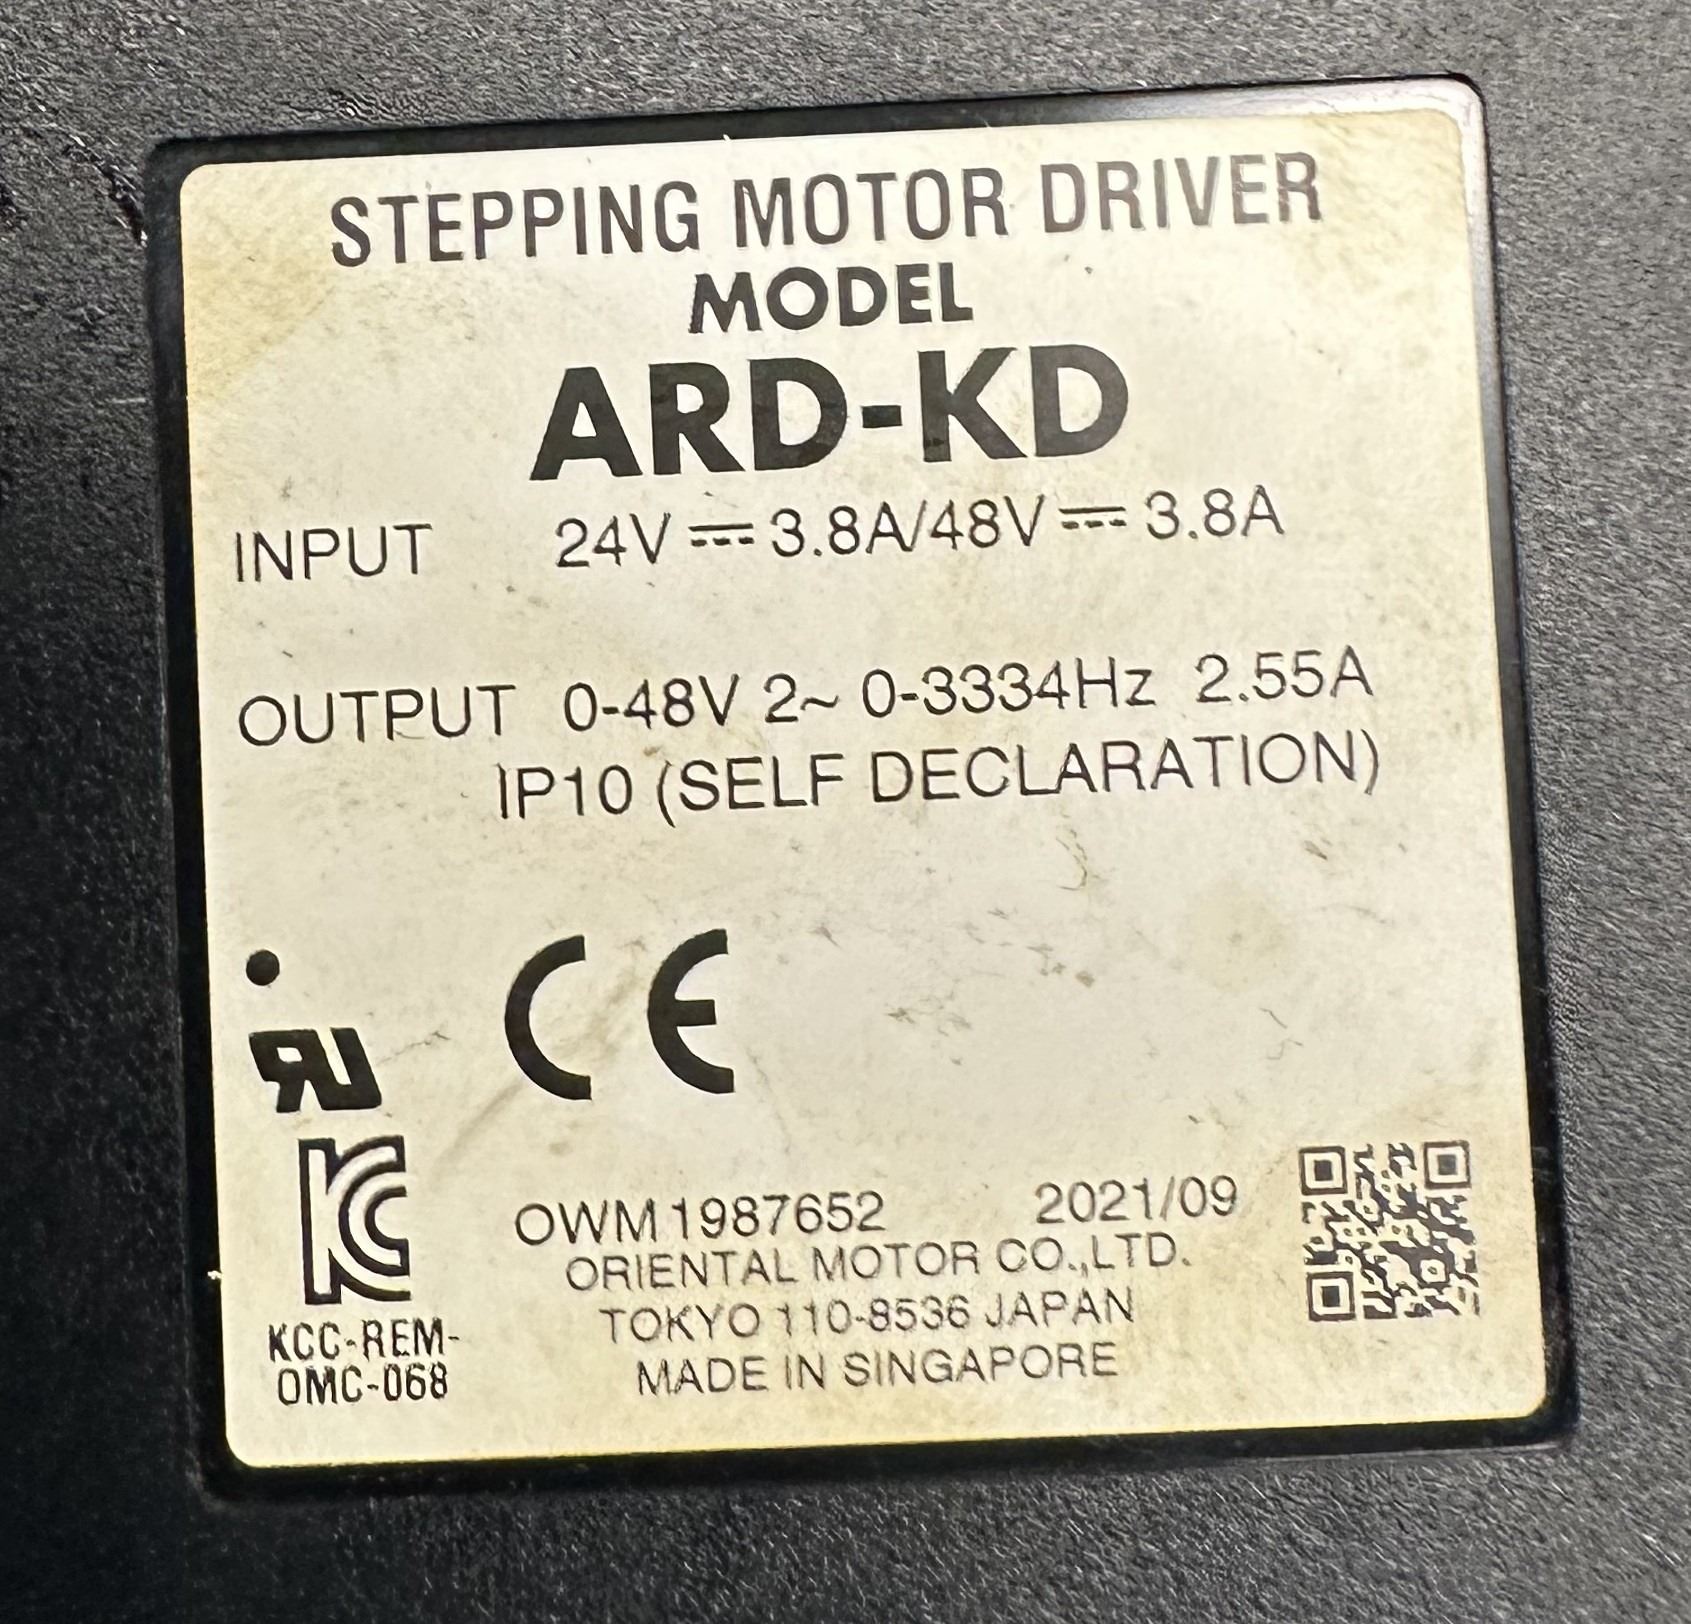 STEPPING MOTOR DRIVER
MODEL
ARD-KD
INPUT 24V⎓3.8A/48V⎓3.8A
OUTPUT 0-48V 2~ 0-3334Hz 2.55A
IP10 (SELF DECLARATION)
CE
OWM1987652 2021/09
ORIENTAL MOTOR CO.,LTD.
TOKYO 110-8536 JAPAN
MADE IN SINGAPORE
KCC-REM-
OMC-068